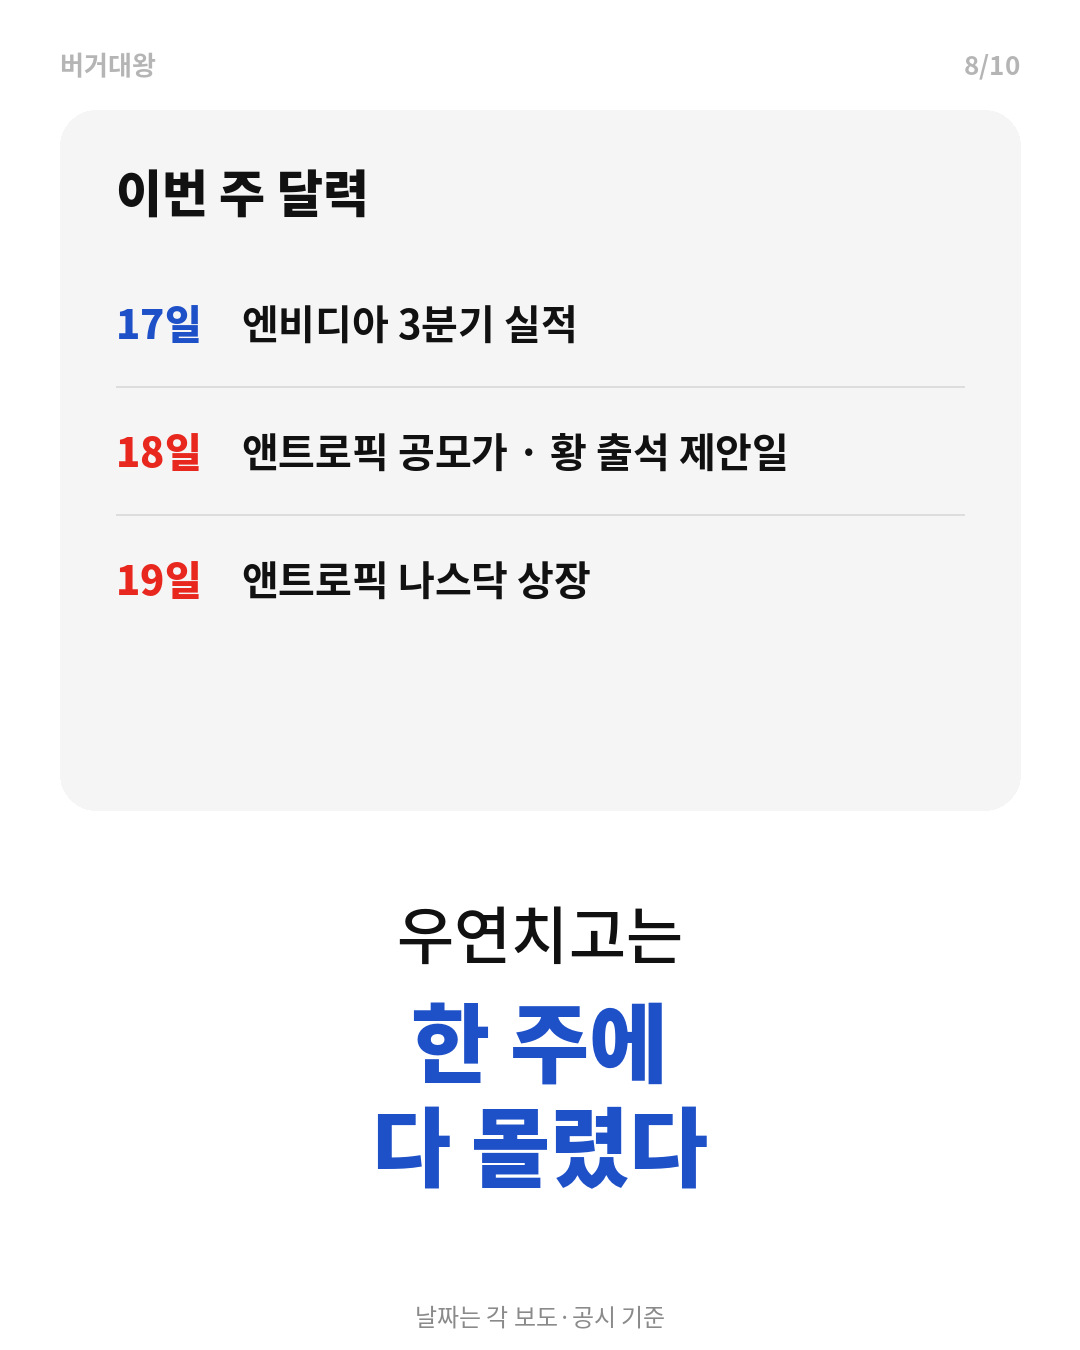 버거대왕
8/10
이번 주 달력
17일 엔비디아 3분기 실적
18일 앤트로픽 공모가 · 황 출석 제안일
19일 앤트로픽 나스닥 상장
우연치고는
한 주에
다 몰렸다
날짜는 각 보도·공시 기준